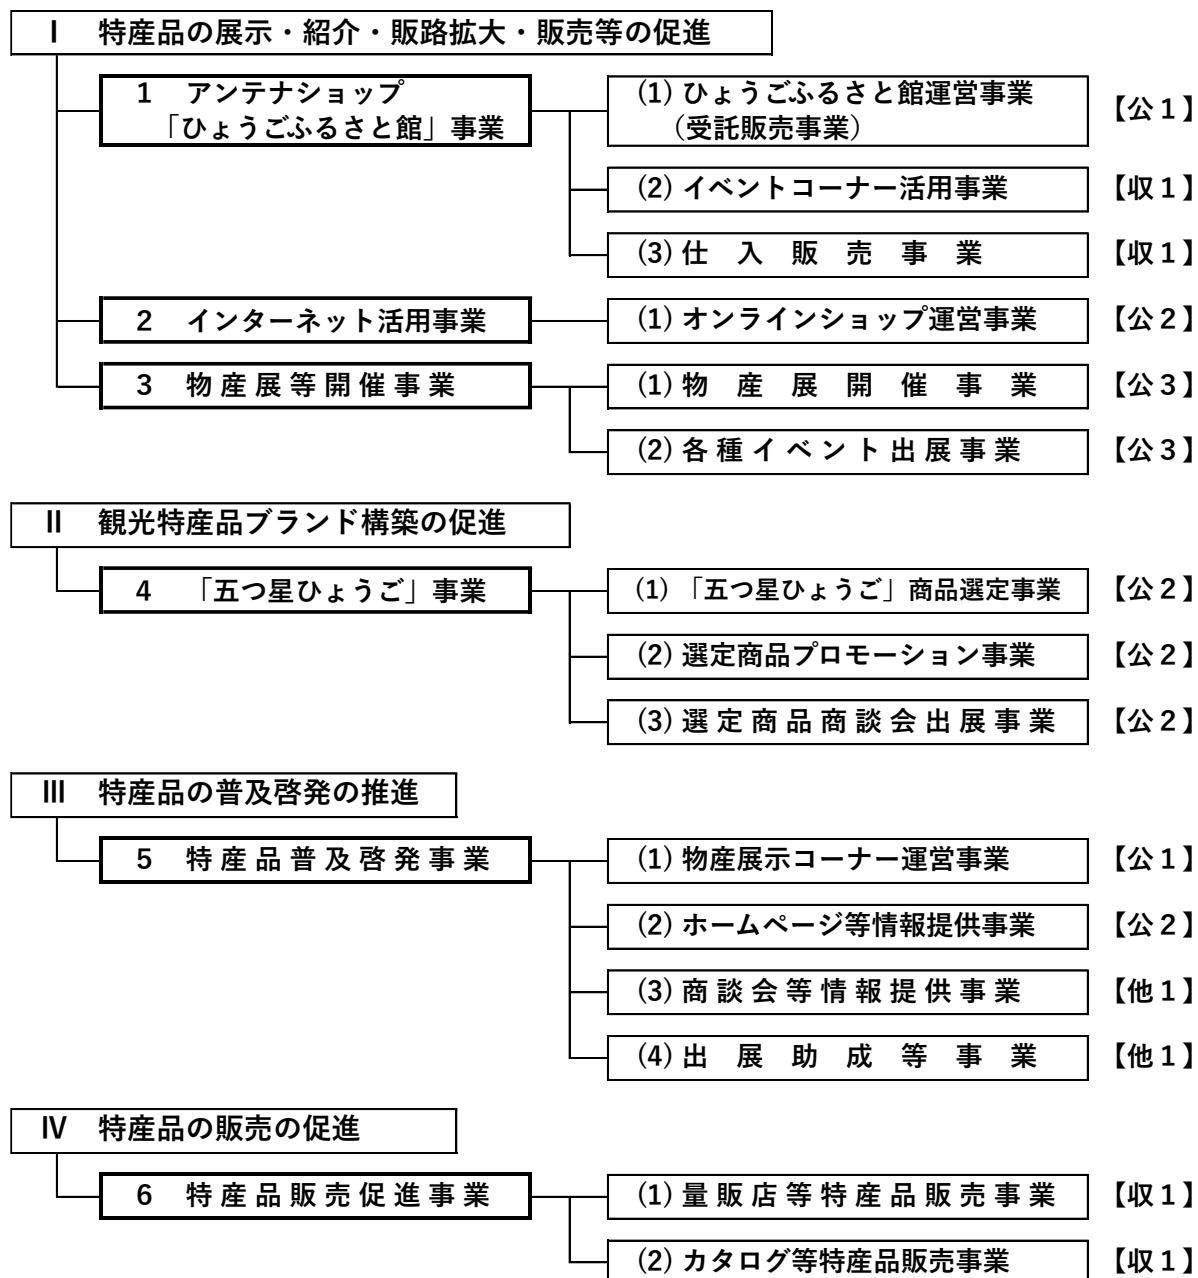 Ⅰ 特産品の展示・紹介・販路拡大・販売等の促進
1 アンテナショップ
「ひょうごふるさと館」事業
(1) ひょうごふるさと館運営事業
（受託販売事業）
【公１】
(2) イベントコーナー活用事業 【収１】
(3) 仕入販売事業 【収１】
2 インターネット活用事業 (1) オンラインショップ運営事業 【公２】
3 物産展等開催事業 (1) 物産展開催事業 【公３】
(2) 各種イベント出展事業 【公３】
Ⅱ 観光特産品ブランド構築の促進
4 「五つ星ひょうご」事業 (1) 「五つ星ひょうご」商品選定事業 【公２】
(2) 選定商品プロモーション事業 【公２】
(3) 選定商品商談会出展事業 【公２】
Ⅲ 特産品の普及啓発の推進
5 特産品普及啓発事業 (1) 物産展示コーナー運営事業 【公１】
(2) ホームページ等情報提供事業 【公２】
(3) 商談会等情報提供事業 【他１】
(4) 出展助成等事業 【他１】
Ⅳ 特産品の販売の促進
6 特産品販売促進事業 (1) 量販店等特産品販売事業 【収１】
(2) カタログ等特産品販売事業 【収１】